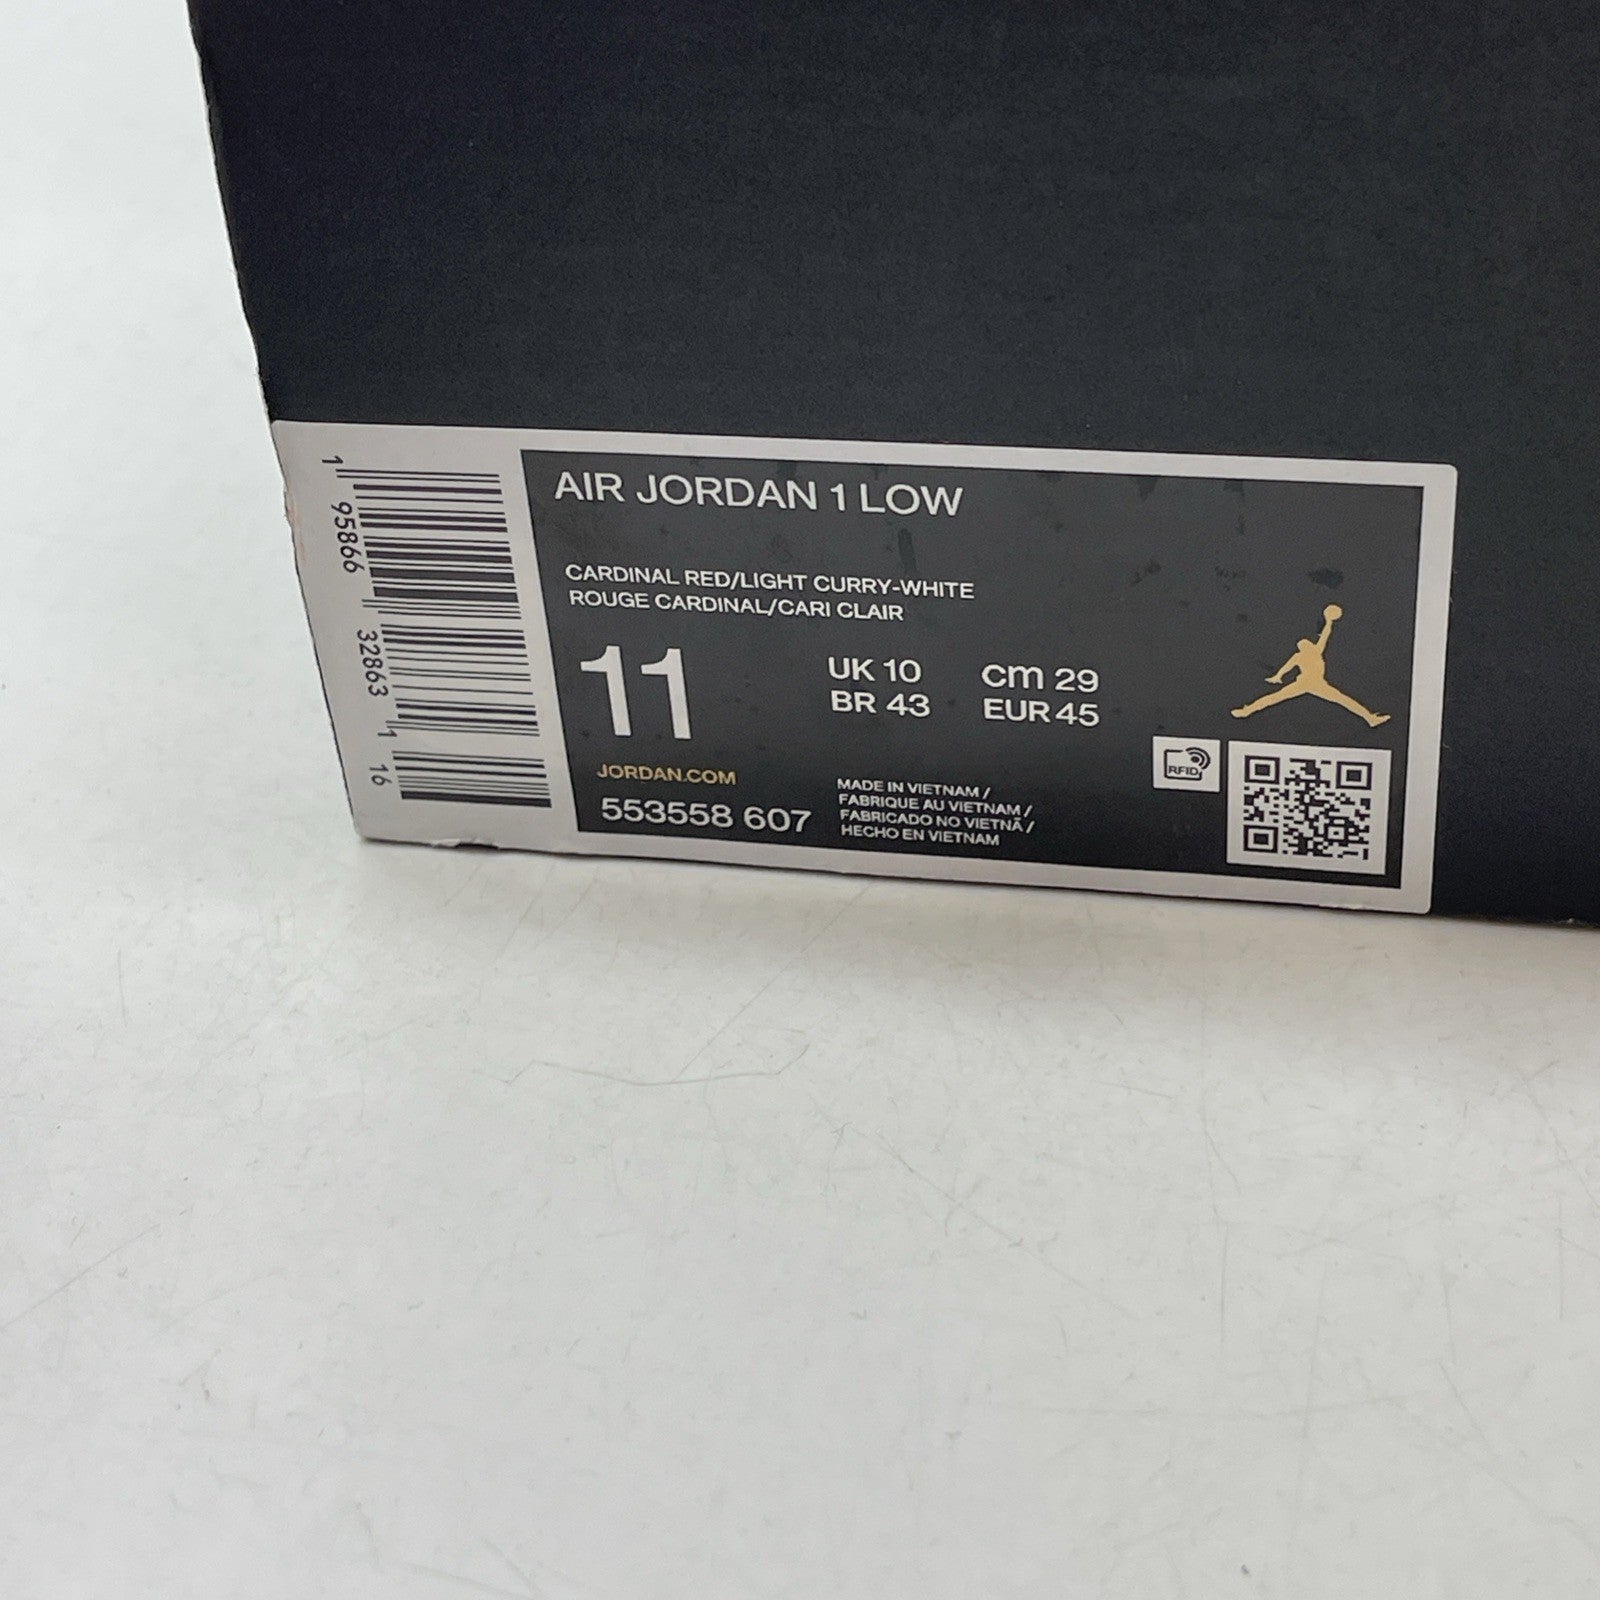 AIR JORDAN 1 LOW
CARDINAL RED/LIGHT CURRY-WHITE
ROUGE CARDINAL/CARI CLAIR
11
UK 10
BR 43
cm 29
EUR 45
JORDAN.COM
553558 607
MADE IN VIETNAM /
FABRIQUE AU VIETNAM /
FABRICADO NO VIETNÃ /
HECHO EN VIETNAM
RFID
1 95866 32863 1 16